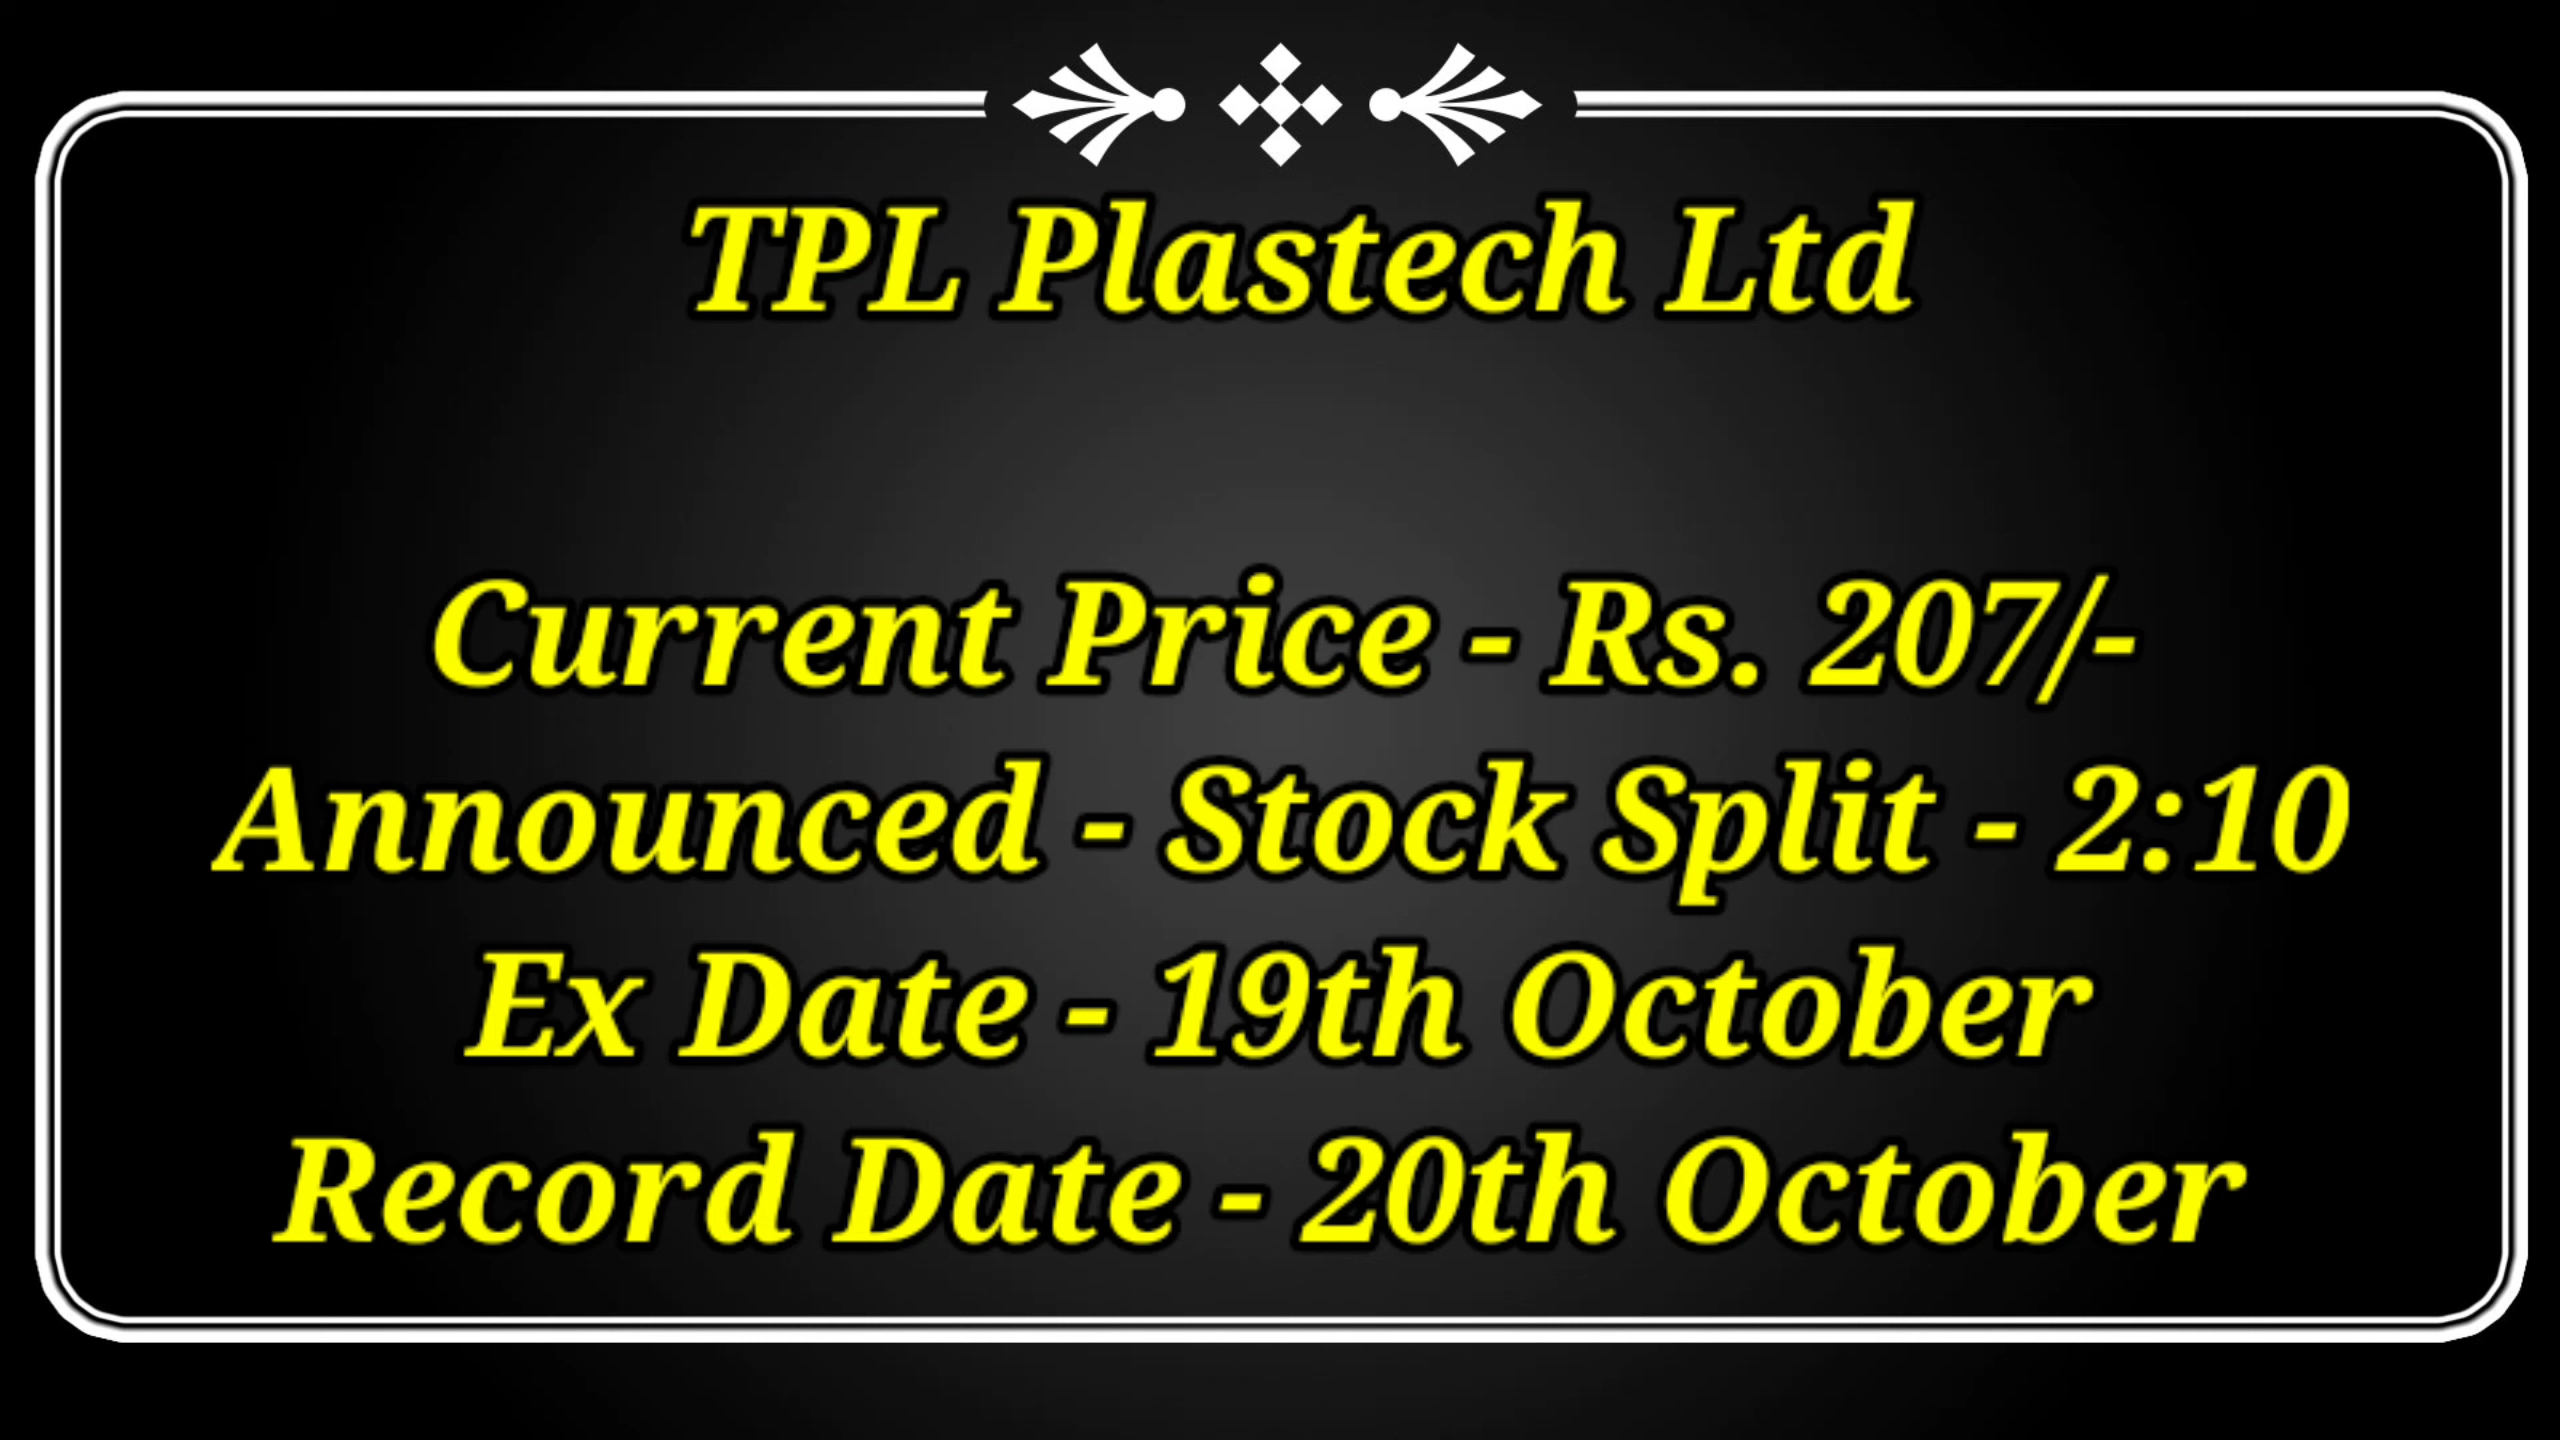 TPL Plastech Ltd
Current Price - Rs. 207/-
Announced - Stock Split - 2:10
Ex Date - 19th October
Record Date - 20th October